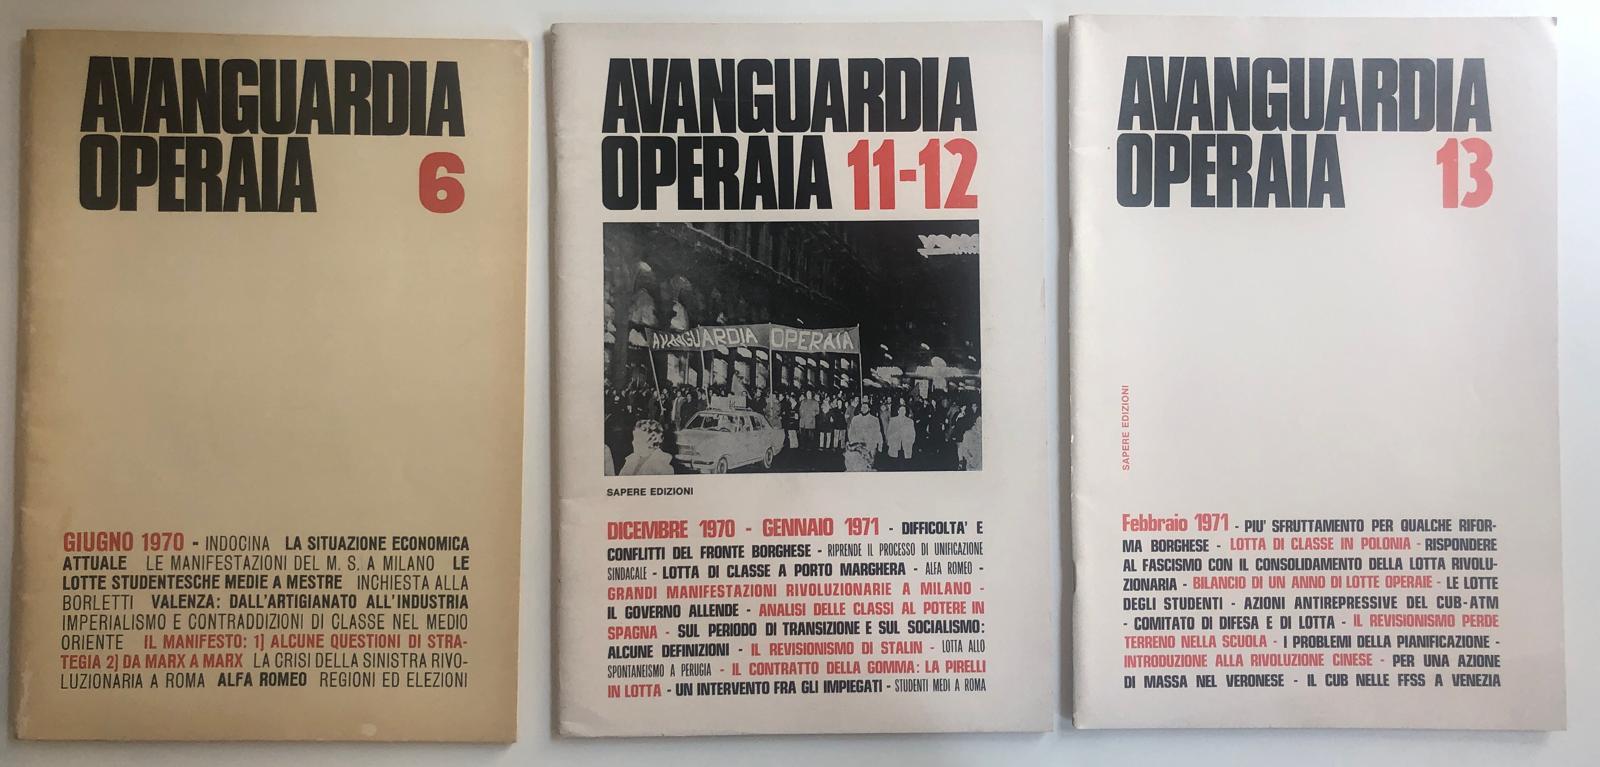 AVANGUARDIA
OPERAIA 6
GIUGNO 1970 - INDOCINA LA SITUAZIONE ECONOMICA
ATTUALE LE MANIFESTAZIONI DEL M. S. A MILANO LE
LOTTE STUDENTESCHE MEDIE A MESTRE INCHIESTA ALLA
BORLETTI VALENZA: DALL'ARTIGIANATO ALL'INDUSTRIA
IMPERIALISMO E CONTRADDIZIONI DI CLASSE NEL MEDIO
ORIENTE IL MANIFESTO: 1) ALCUNE QUESTIONI DI STRA-
TEGIA 2) DA MARX A MARX LA CRISI DELLA SINISTRA RIVO-
LUZIONARIA A ROMA ALFA ROMEO REGIONI ED ELEZIONI
AVANGUARDIA
OPERAIA 11-12
AVANGUARDIA OPERAIA
SAPERE EDIZIONI
DICEMBRE 1970 - GENNAIO 1971 - DIFFICOLTA' E
CONFLITTI DEL FRONTE BORGHESE - RIPRENDE IL PROCESSO DI UNIFICAZIONE
SINDACALE - LOTTA DI CLASSE A PORTO MARGHERA - ALFA ROMEO -
GRANDI MANIFESTAZIONI RIVOLUZIONARIE A MILANO -
IL GOVERNO ALLENDE - ANALISI DELLE CLASSI AL POTERE IN
SPAGNA - SUL PERIODO DI TRANSIZIONE E SUL SOCIALISMO:
ALCUNE DEFINIZIONI - IL REVISIONISMO DI STALIN - LOTTA ALLO
SPONTANEISMO A PERUGIA - IL CONTRATTO DELLA GOMMA: LA PIRELLI
IN LOTTA - UN INTERVENTO FRA GLI IMPIEGATI - STUDENTI MEDI A ROMA
AVANGUARDIA
OPERAIA 13
SAPERE EDIZIONI
Febbraio 1971 - PIU' SFRUTTAMENTO PER QUALCHE RIFOR-
MA BORGHESE - LOTTA DI CLASSE IN POLONIA - RISPONDERE
AL FASCISMO CON IL CONSOLIDAMENTO DELLA LOTTA RIVOLU-
ZIONARIA - BILANCIO DI UN ANNO DI LOTTE OPERAIE - LE LOTTE
DEGLI STUDENTI - AZIONI ANTIREPRESSIVE DEL CUB-ATM
- COMITATO DI DIFESA E DI LOTTA - IL REVISIONISMO PERDE
TERRENO NELLA SCUOLA - I PROBLEMI DELLA PIANIFICAZIONE -
INTRODUZIONE ALLA RIVOLUZIONE CINESE - PER UNA AZIONE
DI MASSA NEL VERONESE - IL CUB NELLE FFSS A VENEZIA